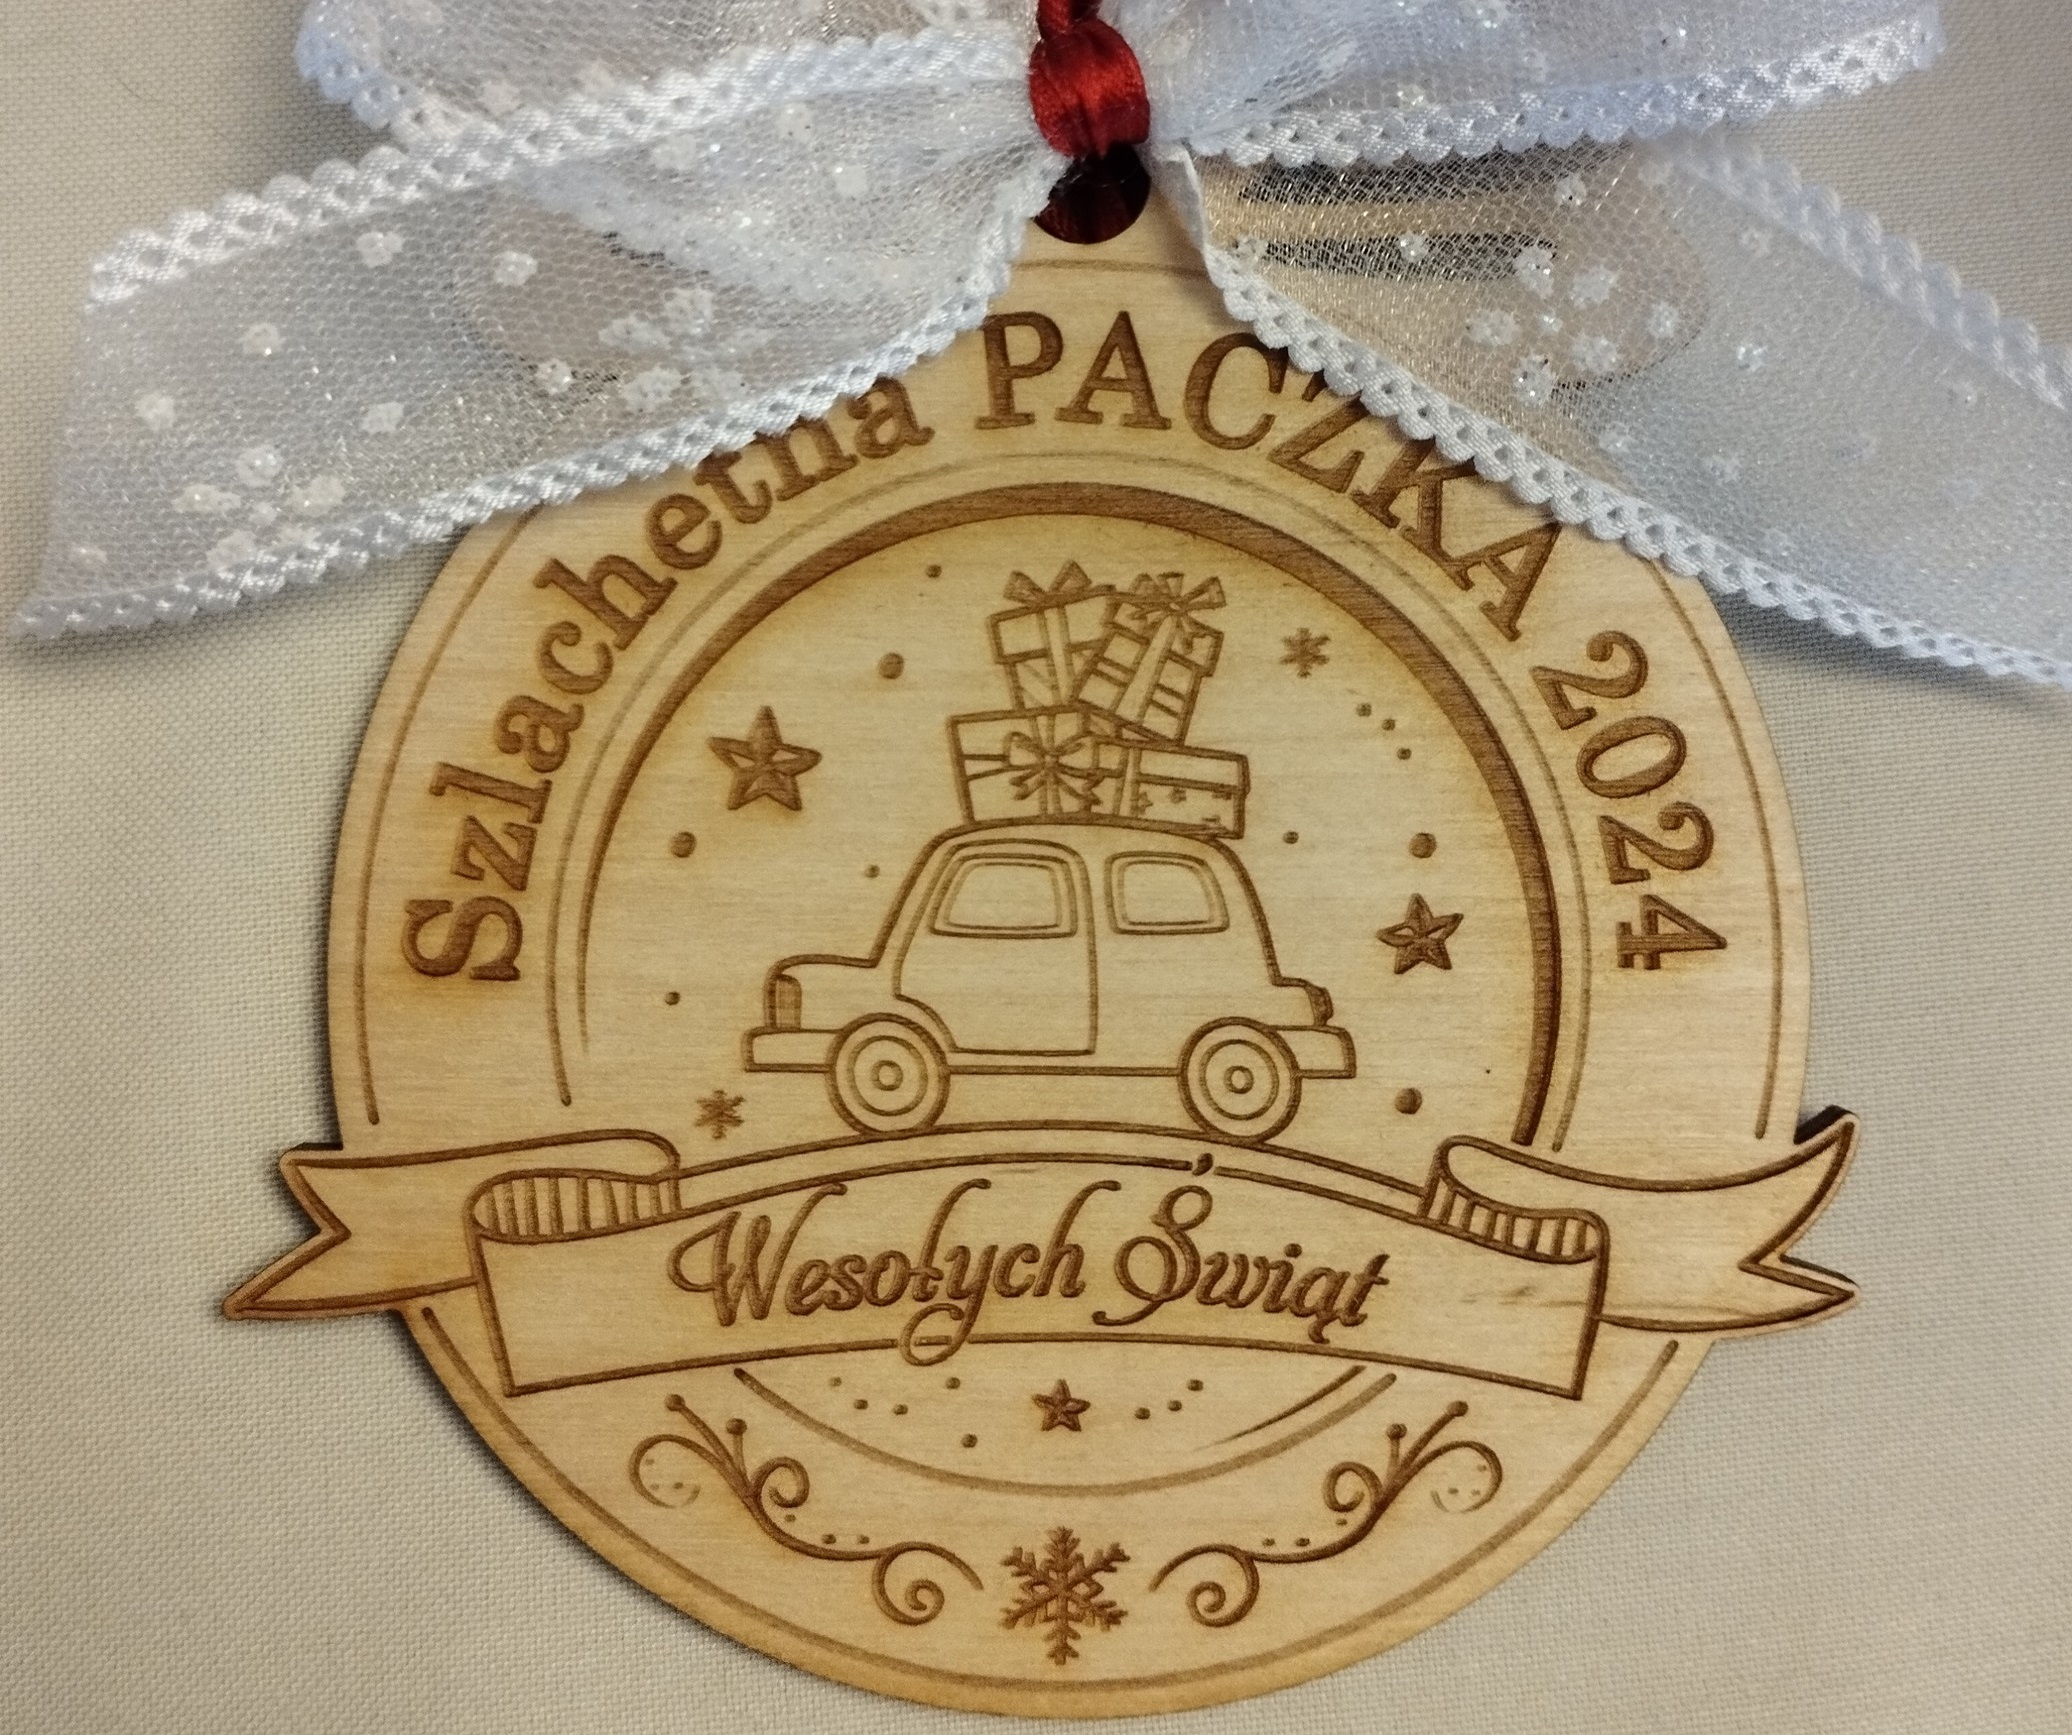 Szlachetna PACZKA 2024
Wesołych Świąt